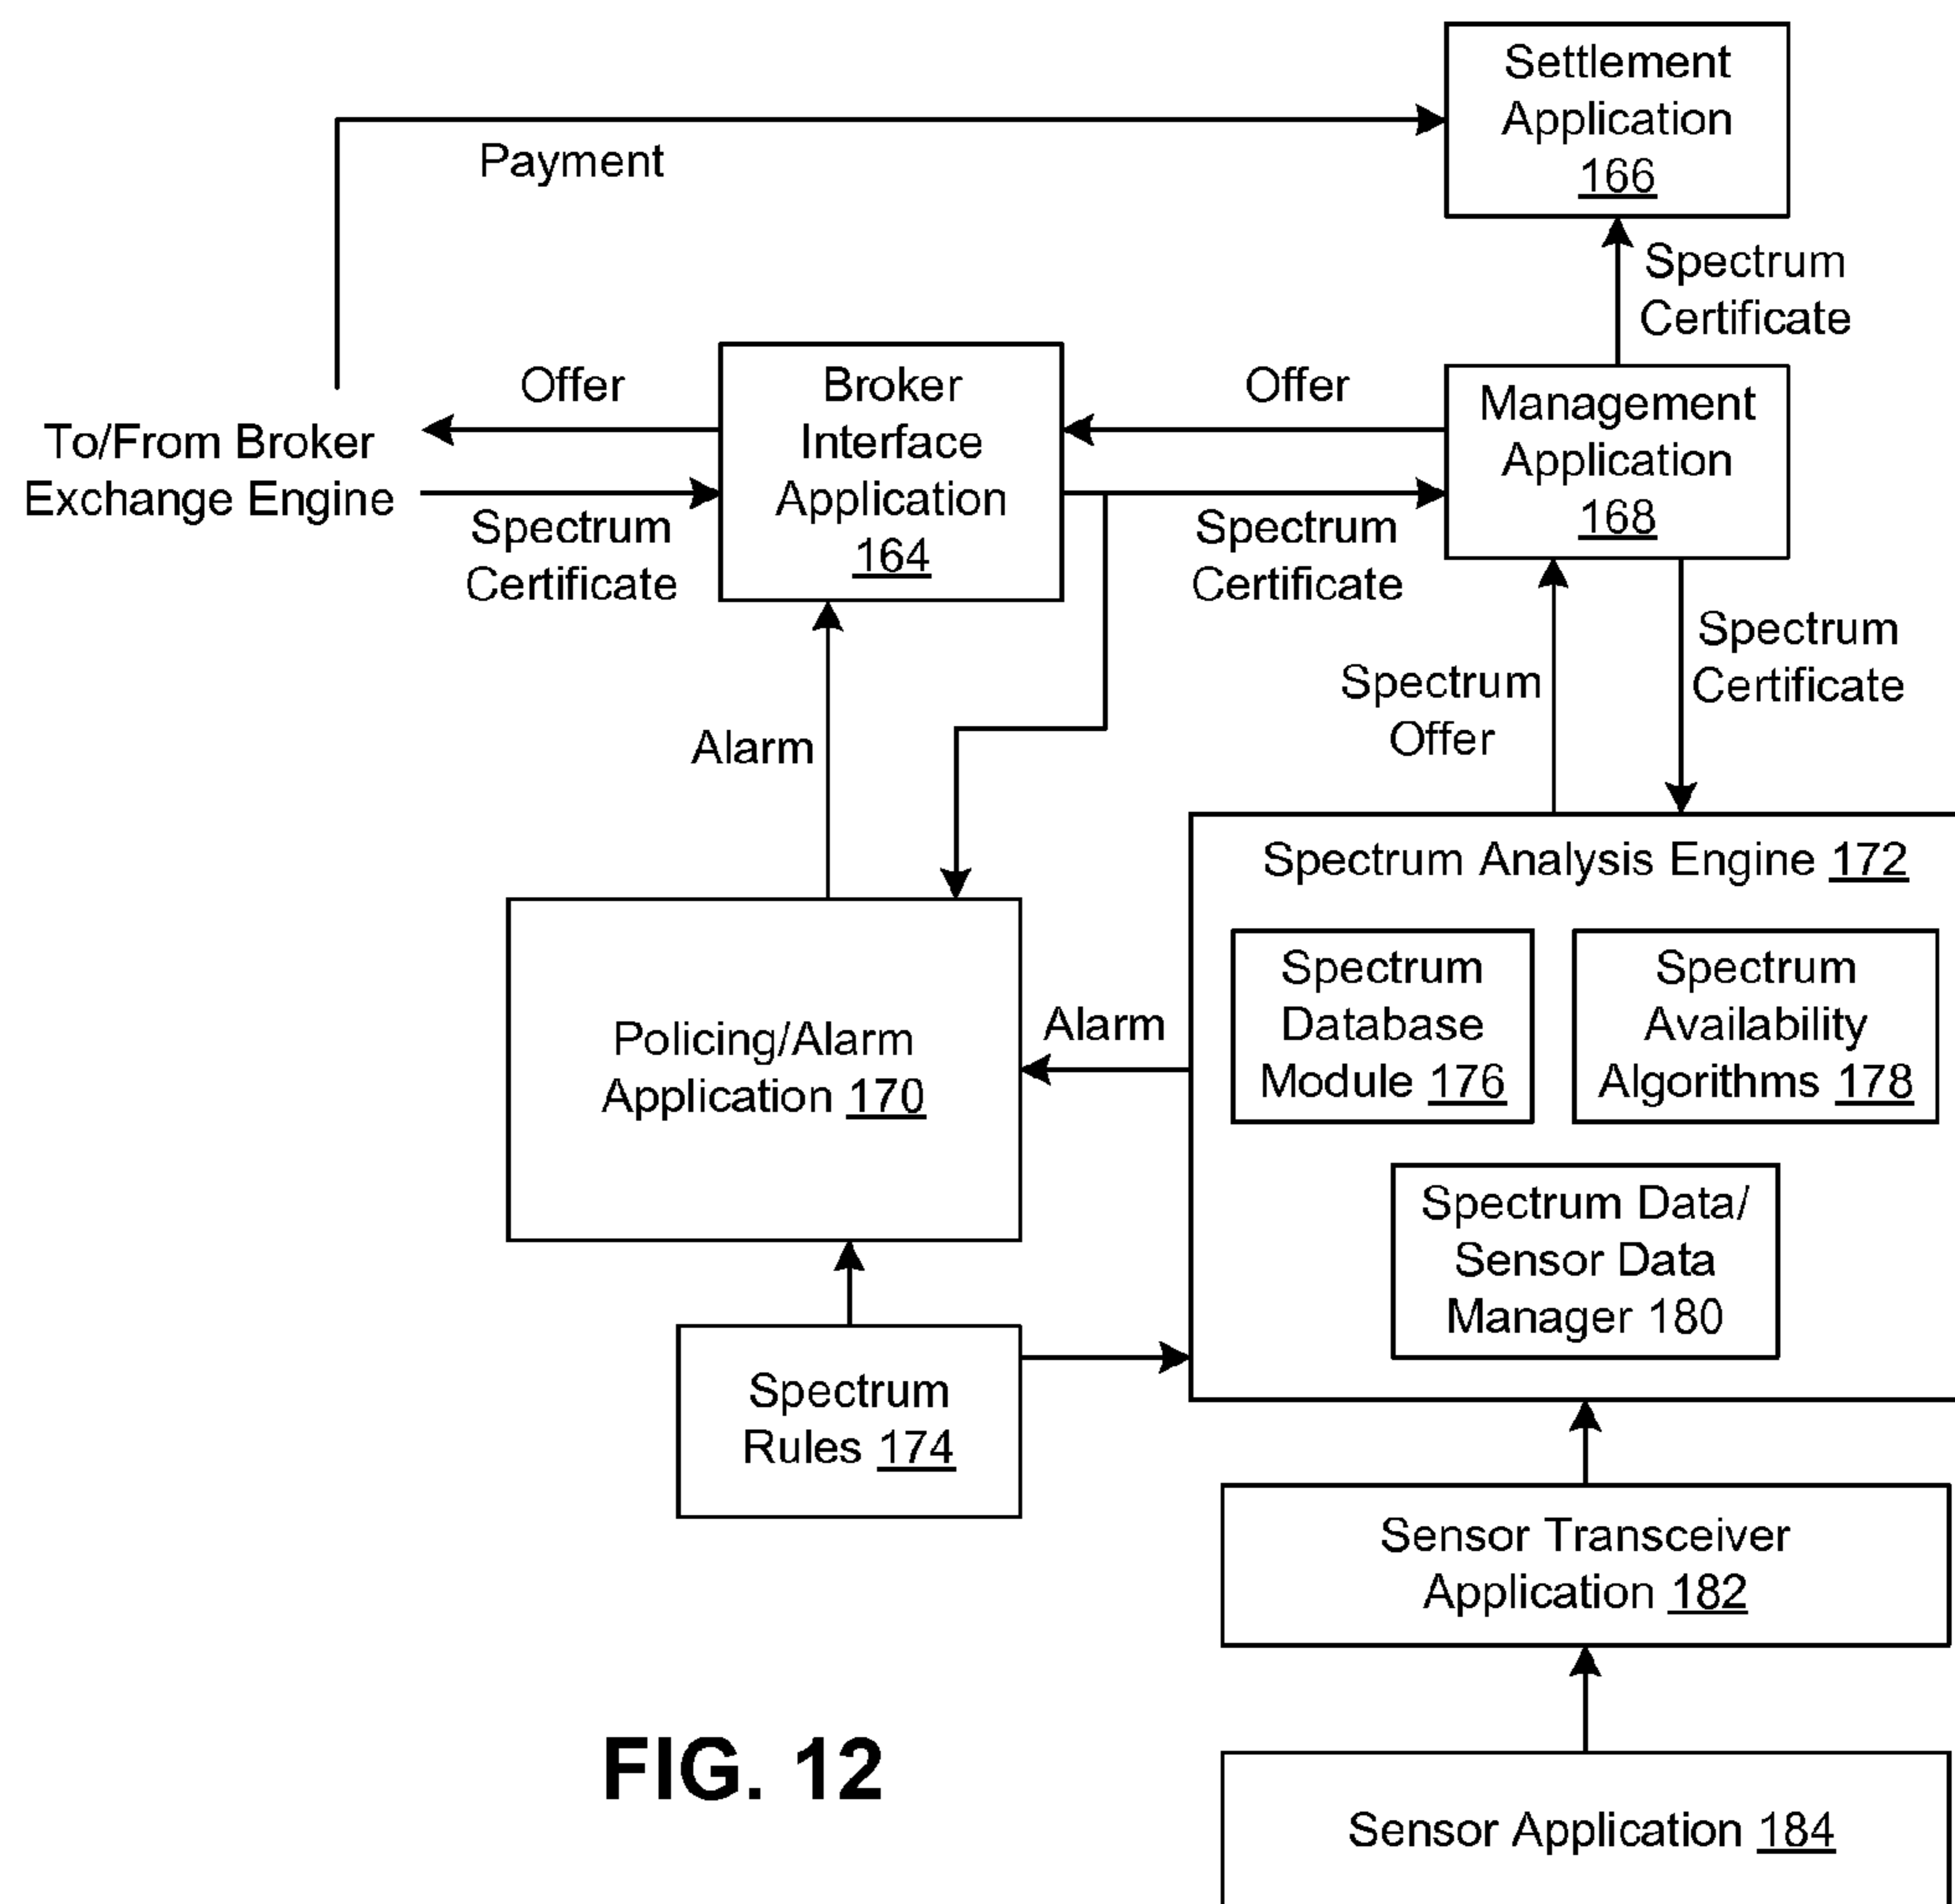 Settlement
Application
166
Payment
Spectrum
Certificate
Offer
Broker
Interface
Application
164
Offer
Management
Application
168
To/From Broker
Exchange Engine
Spectrum
Certificate
Spectrum
Certificate
Spectrum
Offer
Spectrum
Certificate
Alarm
Spectrum Analysis Engine 172
Spectrum
Database
Module 176
Spectrum
Availability
Algorithms 178
Alarm
Policing/Alarm
Application 170
Spectrum Data/
Sensor Data
Manager 180
Spectrum
Rules 174
Sensor Transceiver
Application 182
FIG. 12
Sensor Application 184